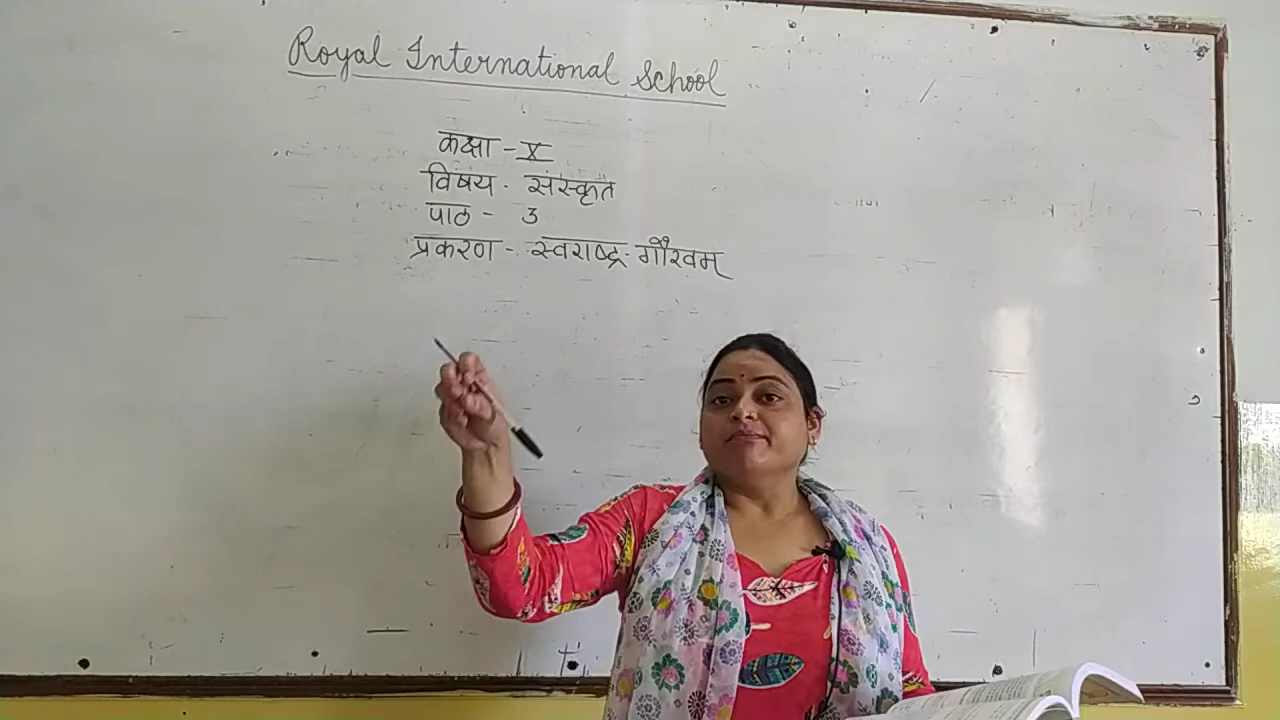 Royal International School
कक्षा - X
विषय - संस्कृत
पाठ - 3
प्रकरण - स्वराष्ट्र-गौरवम्